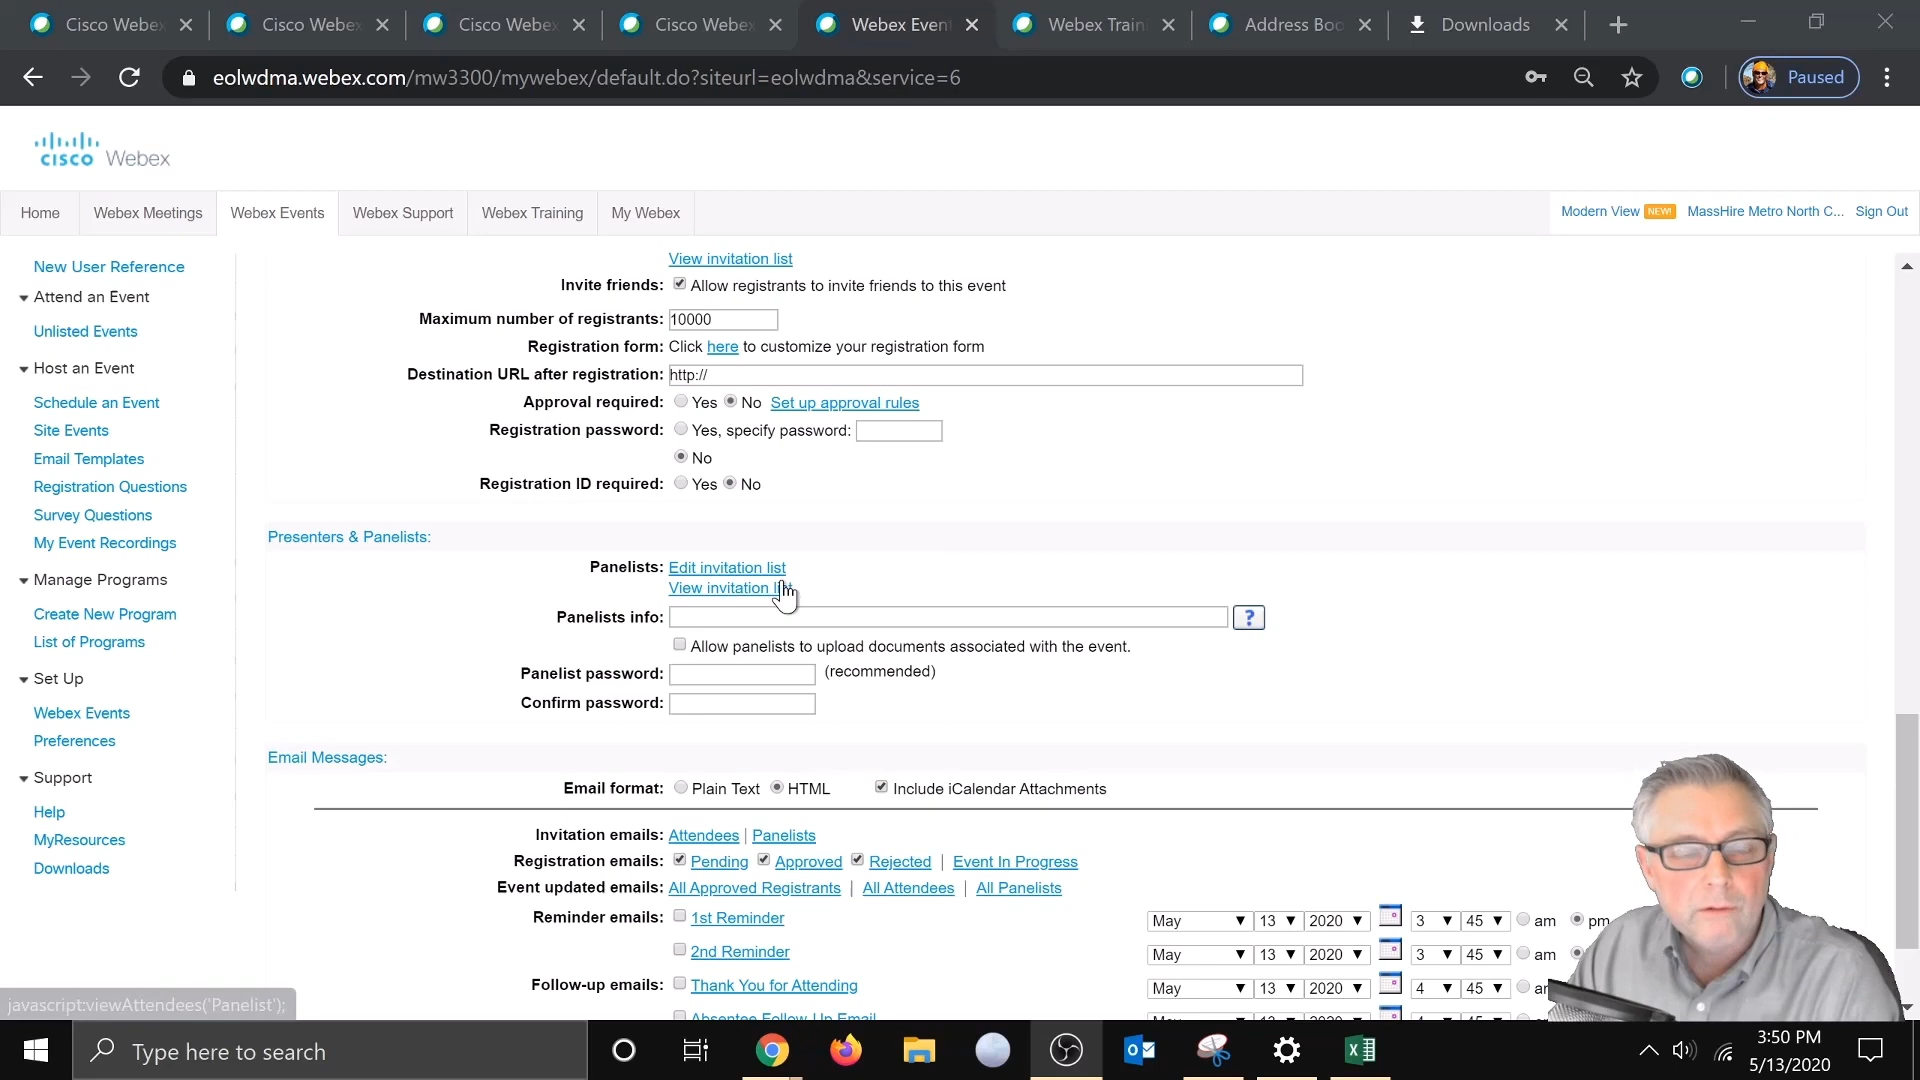 Cisco Webex
Cisco Webex
Cisco Webex
Cisco Webex
Webex Event
Webex Traini
Address Boo
Downloads
eolwdma.webex.com/mw3300/mywebex/default.do?siteurl=eolwdma&service=6
Paused
CISCO Webex
Home
Webex Meetings
Webex Events
Webex Support
Webex Training
My Webex
Modern View NEW!
MassHire Metro North C...
Sign Out
New User Reference
Attend an Event
Unlisted Events
Host an Event
Schedule an Event
Site Events
Email Templates
Registration Questions
Survey Questions
My Event Recordings
Manage Programs
Create New Program
List of Programs
Set Up
Webex Events
Preferences
Support
Help
MyResources
Downloads
View invitation list
Invite friends: Allow registrants to invite friends to this event
Maximum number of registrants: 10000
Registration form: Click here to customize your registration form
Destination URL after registration: http://
Approval required: Yes No Set up approval rules
Registration password: Yes, specify password:
No
Registration ID required: Yes No
Presenters & Panelists:
Panelists: Edit invitation list
View invitation list
Panelists info: ?
Allow panelists to upload documents associated with the event.
Panelist password: (recommended)
Confirm password:
Email Messages:
Email format: Plain Text HTML Include iCalendar Attachments
Invitation emails: Attendees | Panelists
Registration emails: Pending Approved Rejected | Event In Progress
Event updated emails: All Approved Registrants | All Attendees | All Panelists
Reminder emails: 1st Reminder May 13 2020 3 45 am pm
2nd Reminder May 13 2020 3 45 am
Follow-up emails: Thank You for Attending May 13 2020 4 45 am
Absentee Follow-Up Email May 13 2020 4 45
javascript:viewAttendees('Panelist');
Type here to search
3:50 PM
5/13/2020